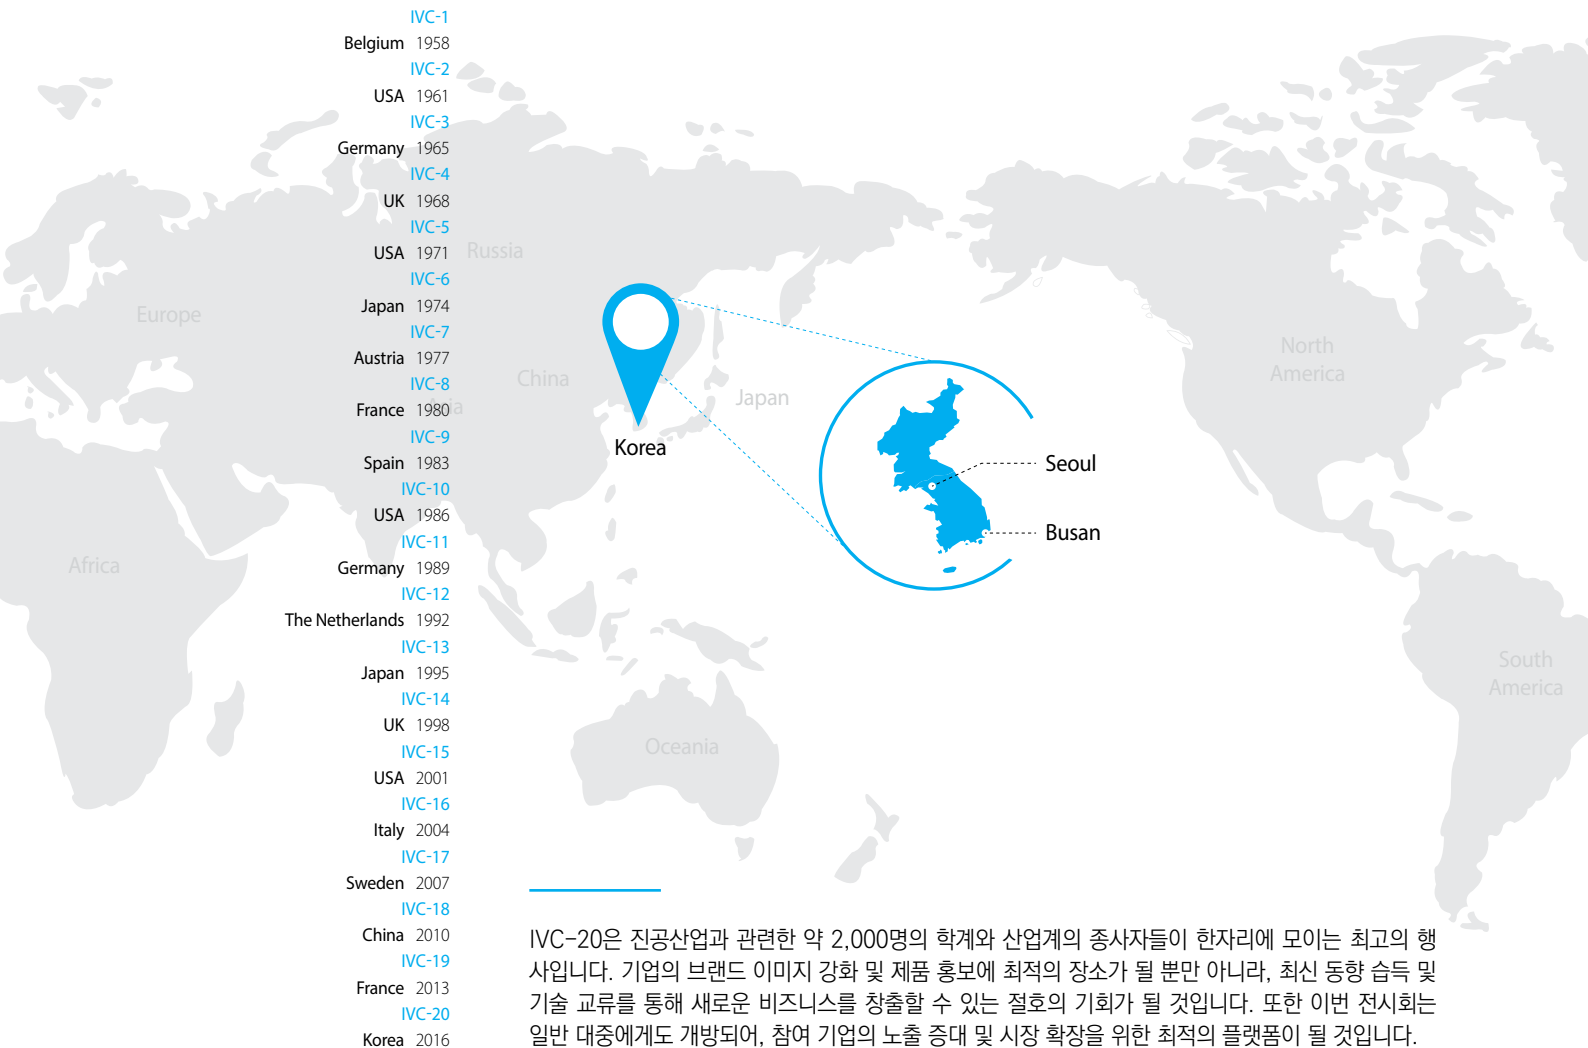 IVC-1
Belgium 1958
IVC-2
USA 1961
IVC-3
Germany 1965
IVC-4
UK 1968
IVC-5
USA 1971
IVC-6
Japan 1974
IVC-7
Austria 1977
IVC-8
France 1980
IVC-9
Spain 1983
IVC-10
USA 1986
IVC-11
Germany 1989
IVC-12
The Netherlands 1992
IVC-13
Japan 1995
IVC-14
UK 1998
IVC-15
USA 2001
IVC-16
Italy 2004
IVC-17
Sweden 2007
IVC-18
China 2010
IVC-19
France 2013
IVC-20
Korea 2016
Russia
Europe
China
Asia
Japan
Korea
Africa
Oceania
North
America
South
America
Seoul
Busan
IVC-20은 진공산업과 관련한 약 2,000명의 학계와 산업계의 종사자들이 한자리에 모이는 최고의 행
사입니다. 기업의 브랜드 이미지 강화 및 제품 홍보에 최적의 장소가 될 뿐만 아니라, 최신 동향 습득 및
기술 교류를 통해 새로운 비즈니스를 창출할 수 있는 절호의 기회가 될 것입니다. 또한 이번 전시회는
일반 대중에게도 개방되어, 참여 기업의 노출 증대 및 시장 확장을 위한 최적의 플랫폼이 될 것입니다.